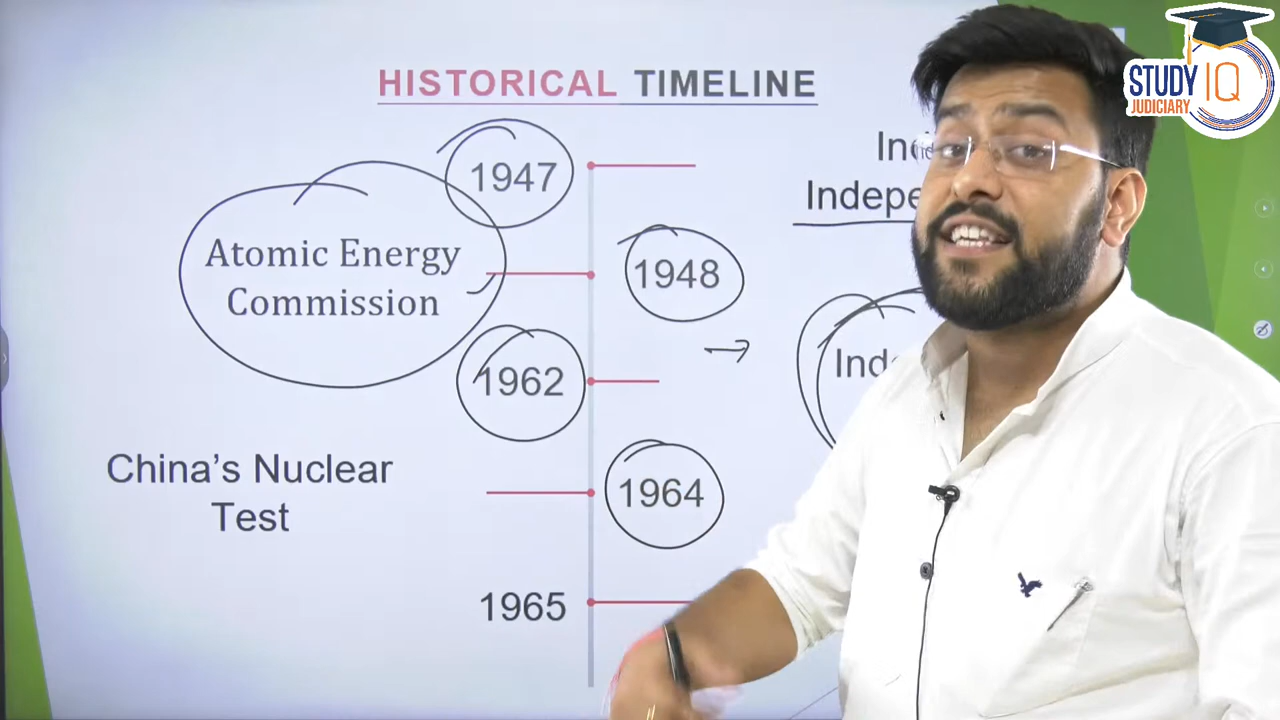 HISTORICAL TIMELINE
1947
Atomic Energy
Commission
1948
1962
China's Nuclear
Test
1964
1965
STUDY IQ
JUDICIARY